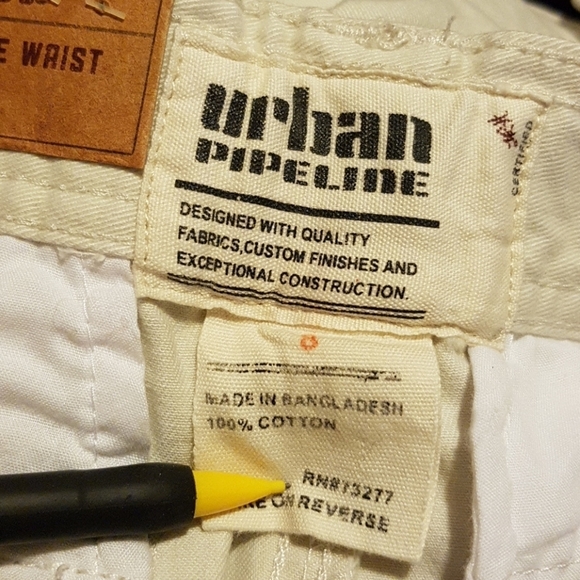 E WAIST
urban
PIPELINE
CERTIFIED
DESIGNED WITH QUALITY
FABRICS,CUSTOM FINISHES AND
EXCEPTIONAL CONSTRUCTION.
MADE IN BANGLADESH
100% COTTON
RN#73277
ON REVERSE